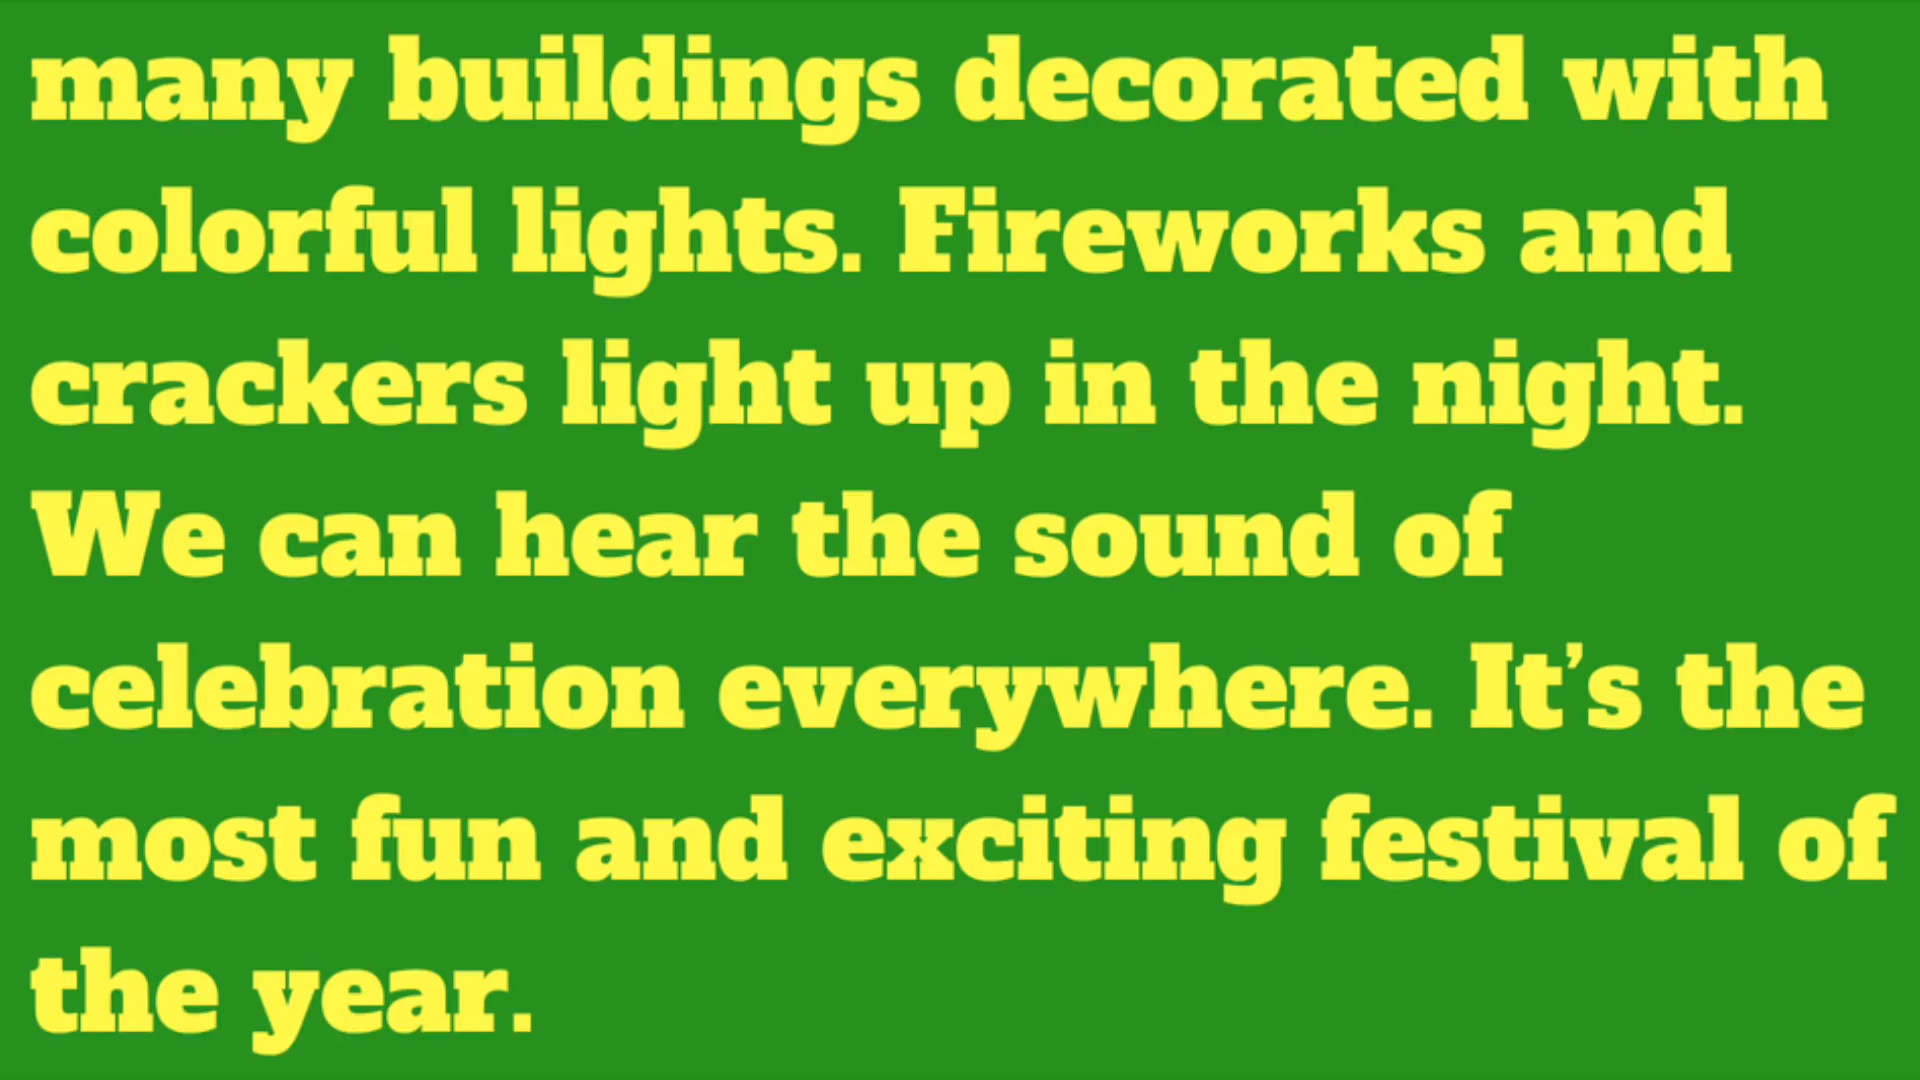 many buildings decorated with
colorful lights. Fireworks and
crackers light up in the night.
We can hear the sound of
celebration everywhere. It’s the
most fun and exciting festival of
the year.